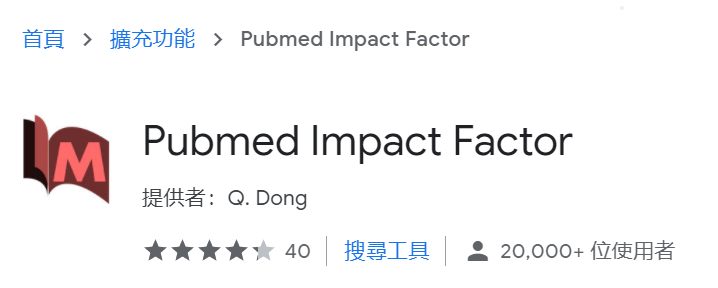 首頁 > 擴充功能 > Pubmed Impact Factor
M
Pubmed Impact Factor
提供者：Q. Dong
40 搜尋工具 20,000+ 位使用者